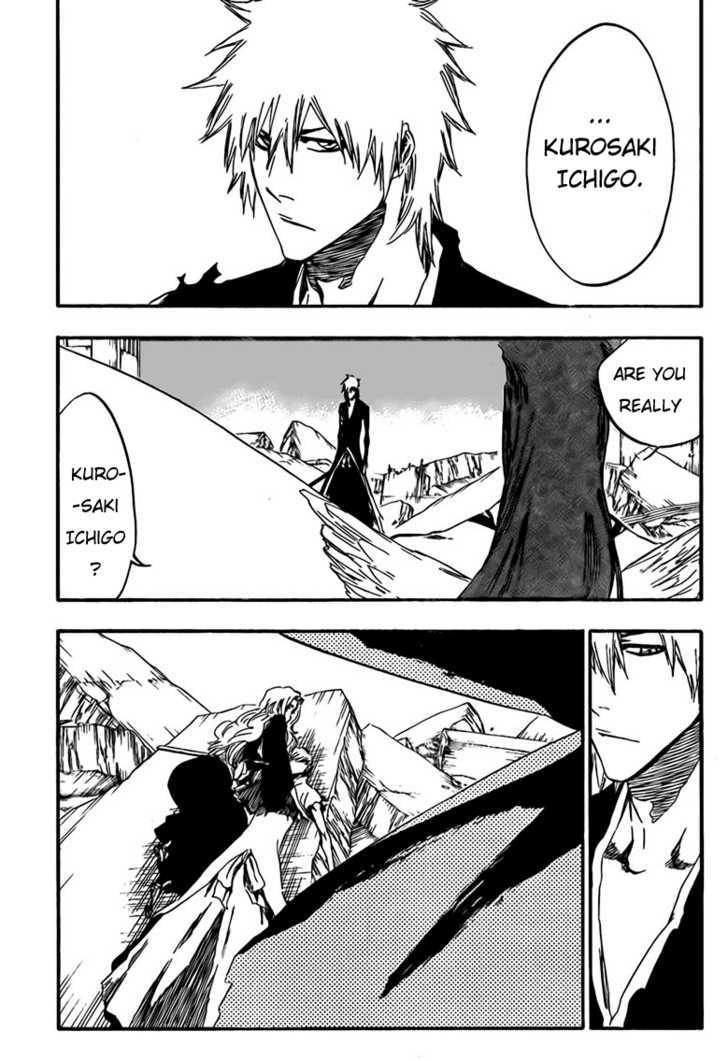 ...
KUROSAKI
ICHIGO.
ARE YOU
REALLY
KURO-
-SAKI
ICHIGO
?